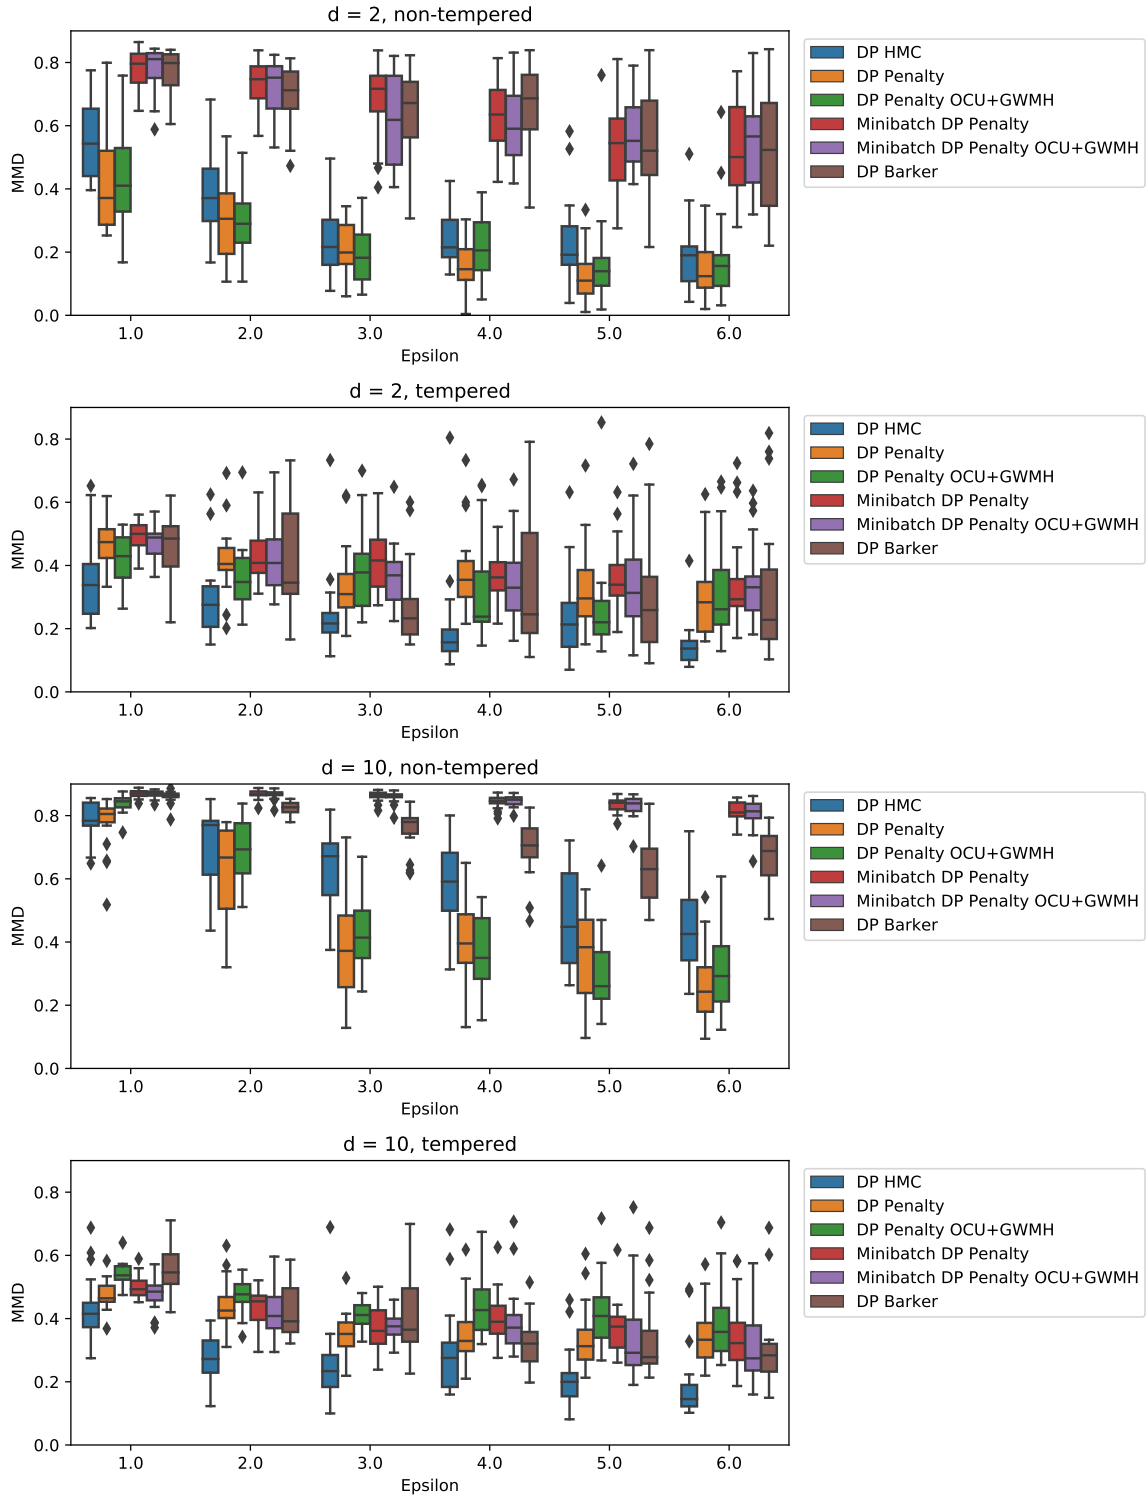 d = 2, non-tempered
MMD
0.8
0.6
0.4
0.2
0.0
1.0 2.0 3.0 4.0 5.0 6.0
Epsilon
DP HMC
DP Penalty
DP Penalty OCU+GWMH
Minibatch DP Penalty
Minibatch DP Penalty OCU+GWMH
DP Barker
d = 2, tempered
MMD
0.8
0.6
0.4
0.2
0.0
1.0 2.0 3.0 4.0 5.0 6.0
Epsilon
DP HMC
DP Penalty
DP Penalty OCU+GWMH
Minibatch DP Penalty
Minibatch DP Penalty OCU+GWMH
DP Barker
d = 10, non-tempered
MMD
0.8
0.6
0.4
0.2
0.0
1.0 2.0 3.0 4.0 5.0 6.0
Epsilon
DP HMC
DP Penalty
DP Penalty OCU+GWMH
Minibatch DP Penalty
Minibatch DP Penalty OCU+GWMH
DP Barker
d = 10, tempered
MMD
0.8
0.6
0.4
0.2
0.0
1.0 2.0 3.0 4.0 5.0 6.0
Epsilon
DP HMC
DP Penalty
DP Penalty OCU+GWMH
Minibatch DP Penalty
Minibatch DP Penalty OCU+GWMH
DP Barker